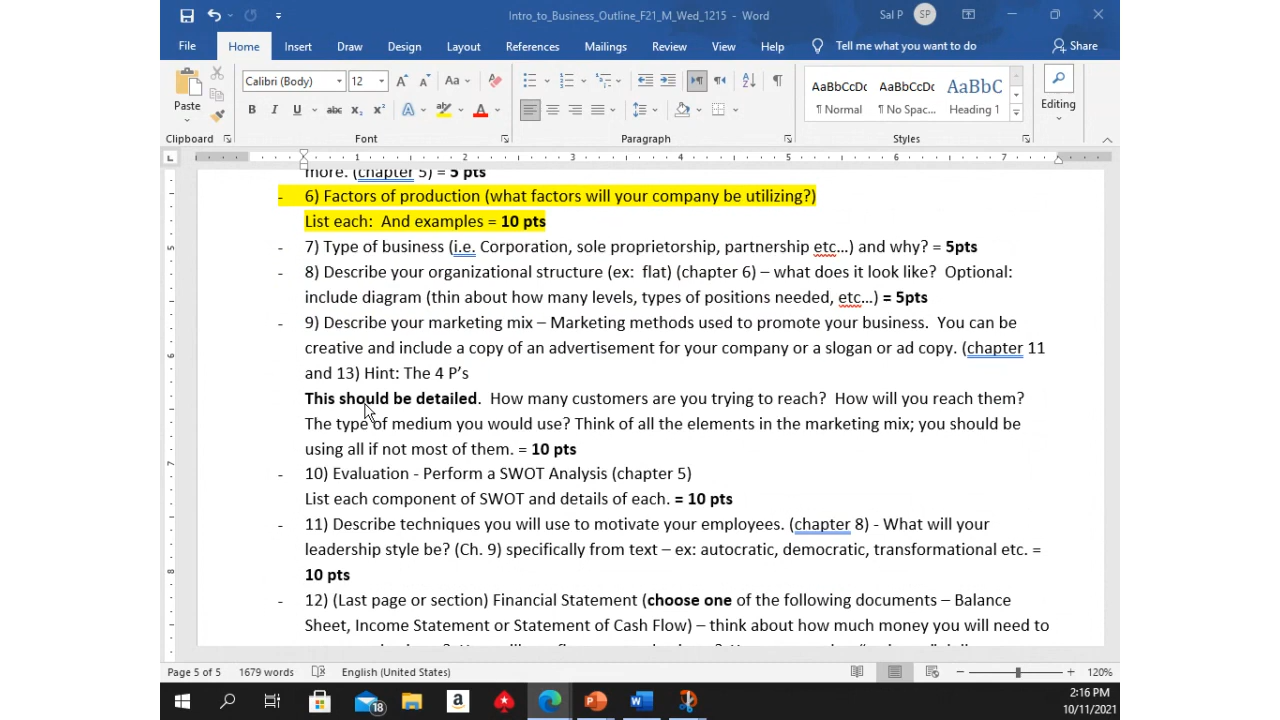 Intro_to_Business_Outline_F21_M_Wed_1215 - Word
Sal P SP
File Home Insert Draw Design Layout References Mailings Review View Help Tell me what you want to do Share
Paste
Calibri (Body) 12
AaBbCcDc AaBbCcDc AaBbC
¶ Normal ¶ No Spac... Heading 1
Editing
Clipboard Font Paragraph Styles
1 2 3 4 5 6 7
more. (chapter 5) = 5 pts
- 6) Factors of production (what factors will your company be utilizing?)
List each: And examples = 10 pts
- 7) Type of business (i.e. Corporation, sole proprietorship, partnership etc…) and why? = 5pts
- 8) Describe your organizational structure (ex: flat) (chapter 6) – what does it look like? Optional:
include diagram (thin about how many levels, types of positions needed, etc…) = 5pts
- 9) Describe your marketing mix – Marketing methods used to promote your business. You can be
creative and include a copy of an advertisement for your company or a slogan or ad copy. (chapter 11
and 13) Hint: The 4 P's
This should be detailed. How many customers are you trying to reach? How will you reach them?
The type of medium you would use? Think of all the elements in the marketing mix; you should be
using all if not most of them. = 10 pts
- 10) Evaluation - Perform a SWOT Analysis (chapter 5)
List each component of SWOT and details of each. = 10 pts
- 11) Describe techniques you will use to motivate your employees. (chapter 8) - What will your
leadership style be? (Ch. 9) specifically from text – ex: autocratic, democratic, transformational etc. =
10 pts
- 12) (Last page or section) Financial Statement (choose one of the following documents – Balance
Sheet, Income Statement or Statement of Cash Flow) – think about how much money you will need to
Page 5 of 5 1679 words English (United States) 120%
18
2:16 PM
10/11/2021